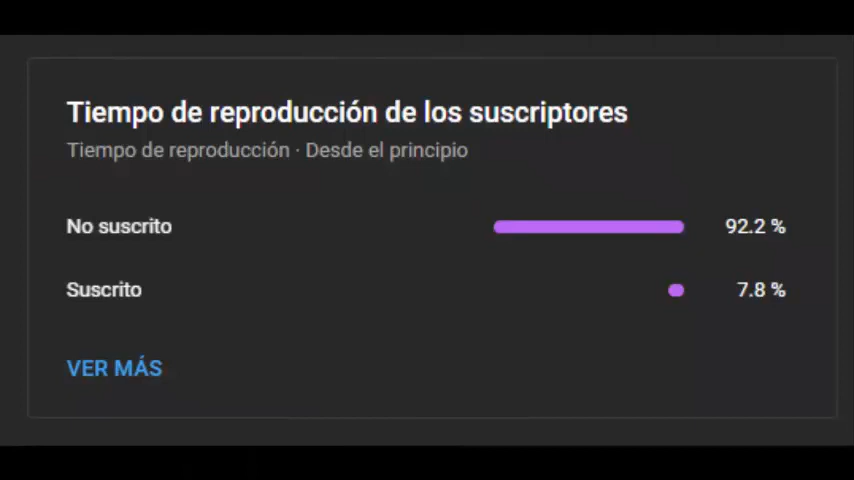 Tiempo de reproducción de los suscriptores
Tiempo de reproducción · Desde el principio
No suscrito 92.2 %
Suscrito 7.8 %
VER MÁS